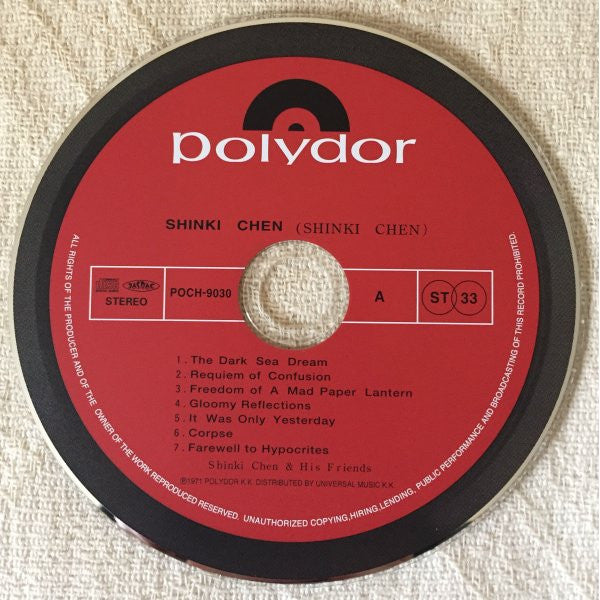 polydor
SHINKI CHEN (SHINKI CHEN)
STEREO
POCH-9030
A
ST 33
1. The Dark Sea Dream
2. Requiem of Confusion
3. Freedom of A Mad Paper Lantern
4. Gloomy Reflections
5. It Was Only Yesterday
6. Corpse
7. Farewell to Hypocrites
Shinki Chen & His Friends
℗1971 POLYDOR K.K. DISTRIBUTED BY UNIVERSAL MUSIC K.K.
ALL RIGHTS OF THE PRODUCER AND OF THE OWNER OF THE WORK REPRODUCED RESERVED. UNAUTHORIZED COPYING,HIRING,LENDING, PUBLIC PERFORMANCE AND BROADCASTING OF THIS RECORD PROHIBITED.